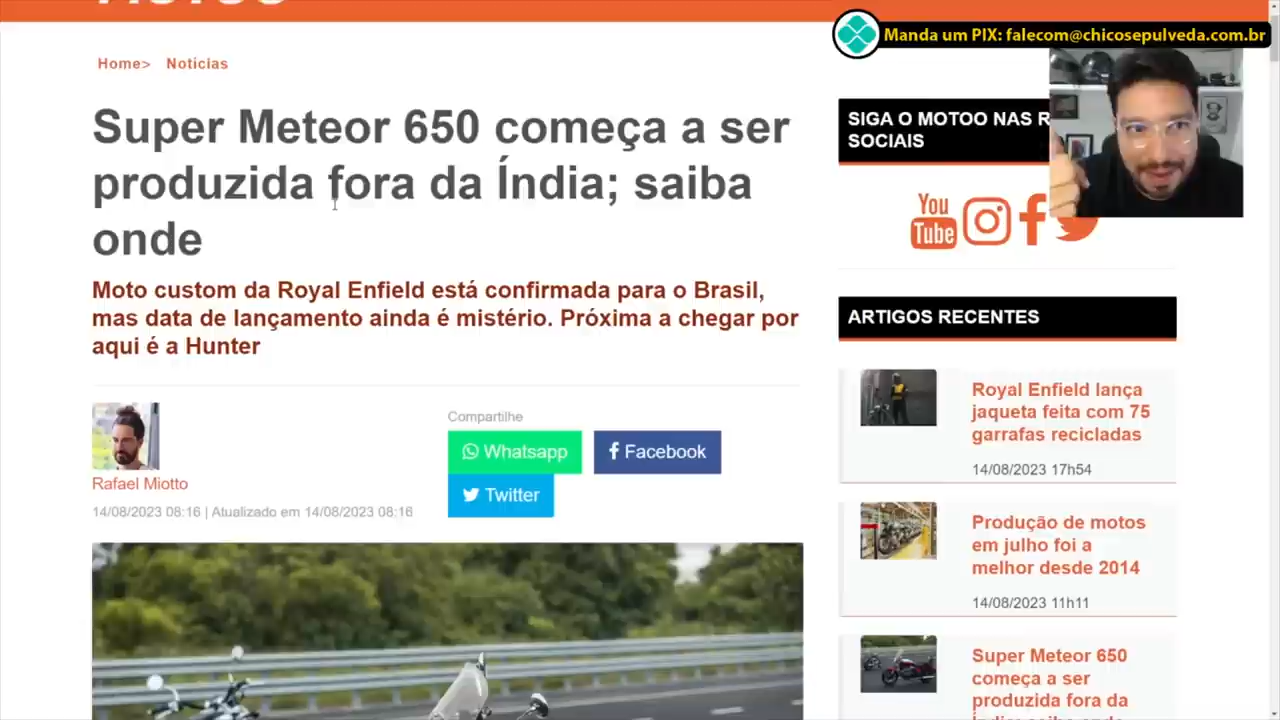 Manda um PIX: falecom@chicosepulveda.com.br
Home> Noticias
Super Meteor 650 começa a ser
produzida fora da Índia; saiba
onde
Moto custom da Royal Enfield está confirmada para o Brasil,
mas data de lançamento ainda é mistério. Próxima a chegar por
aqui é a Hunter
Rafael Miotto
14/08/2023 08:16 | Atualizado em 14/08/2023 08:16
Compartilhe
Whatsapp
Facebook
Twitter
SIGA O MOTOO NAS R
SOCIAIS
You
Tube
ARTIGOS RECENTES
Royal Enfield lança
jaqueta feita com 75
garrafas recicladas
14/08/2023 17h54
Produção de motos
em julho foi a
melhor desde 2014
14/08/2023 11h11
Super Meteor 650
começa a ser
produzida fora da